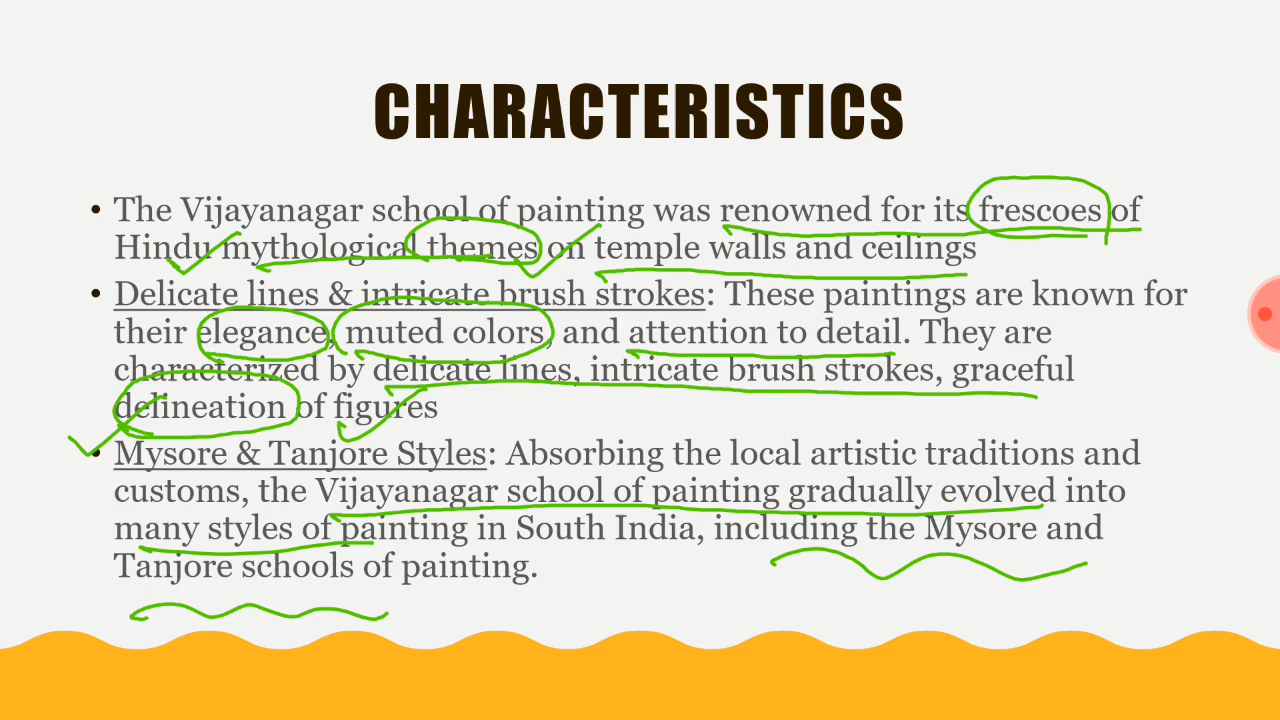 CHARACTERISTICS
• The Vijayanagar school of painting was renowned for its frescoes of
Hindu mythological themes on temple walls and ceilings
• Delicate lines & intricate brush strokes: These paintings are known for
their elegance, muted colors, and attention to detail. They are
characterized by delicate lines, intricate brush strokes, graceful
delineation of figures
• Mysore & Tanjore Styles: Absorbing the local artistic traditions and
customs, the Vijayanagar school of painting gradually evolved into
many styles of painting in South India, including the Mysore and
Tanjore schools of painting.